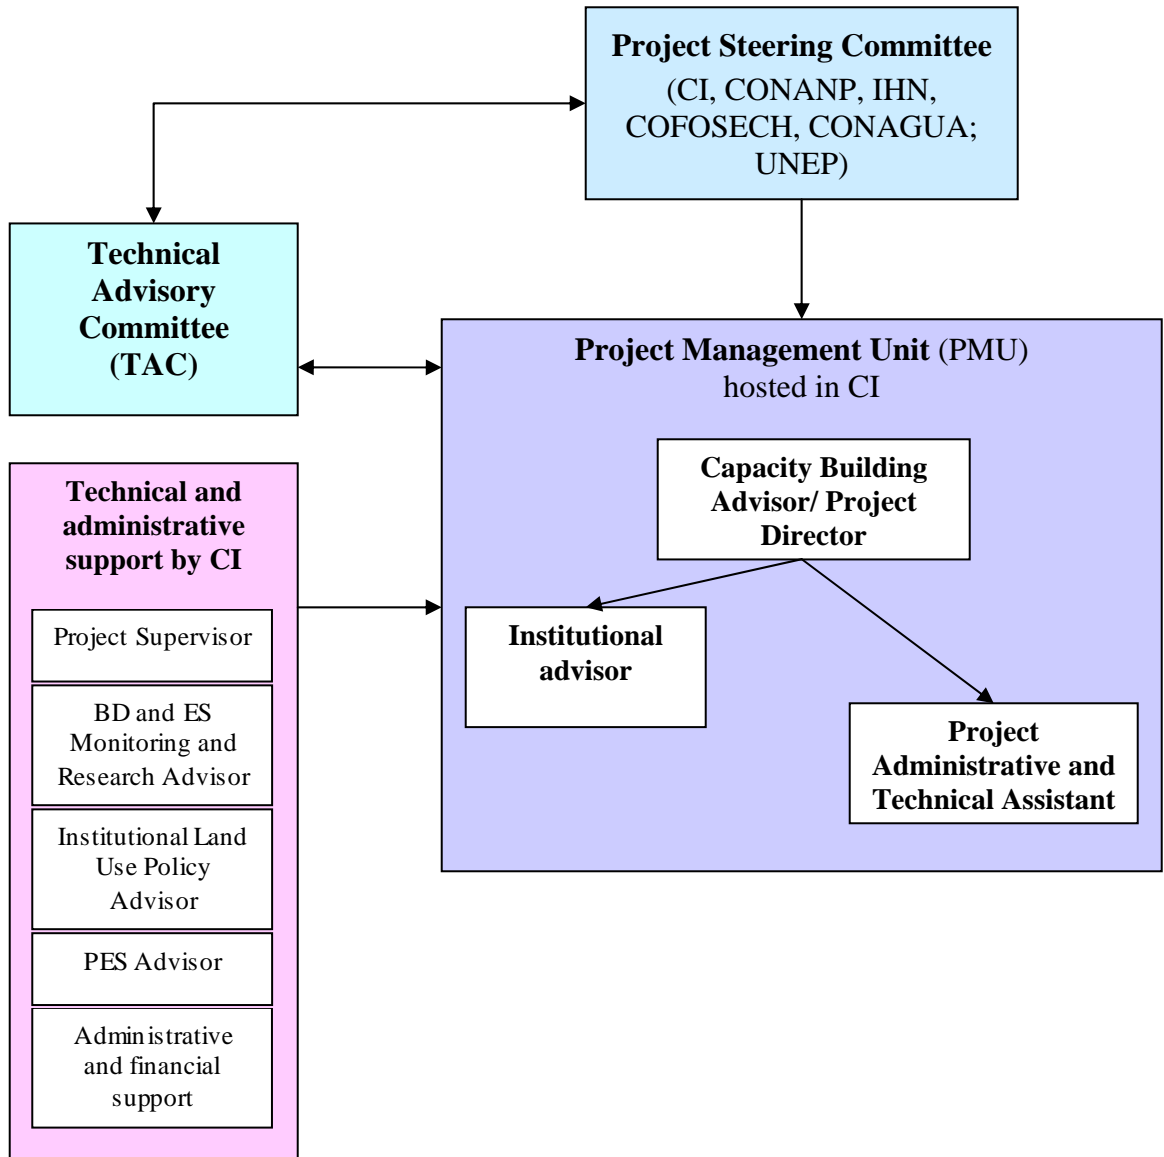 Project Steering Committee
(CI, CONANP, IHN,
COFOSECH, CONAGUA;
UNEP)
Technical
Advisory
Committee
(TAC)
Project Management Unit (PMU)
hosted in CI
Capacity Building
Advisor/ Project
Director
Institutional
advisor
Project
Administrative and
Technical Assistant
Technical and
administrative
support by CI
Project Supervisor
BD and ES
Monitoring and
Research Advisor
Institutional Land
Use Policy
Advisor
PES Advisor
Administrative
and financial
support